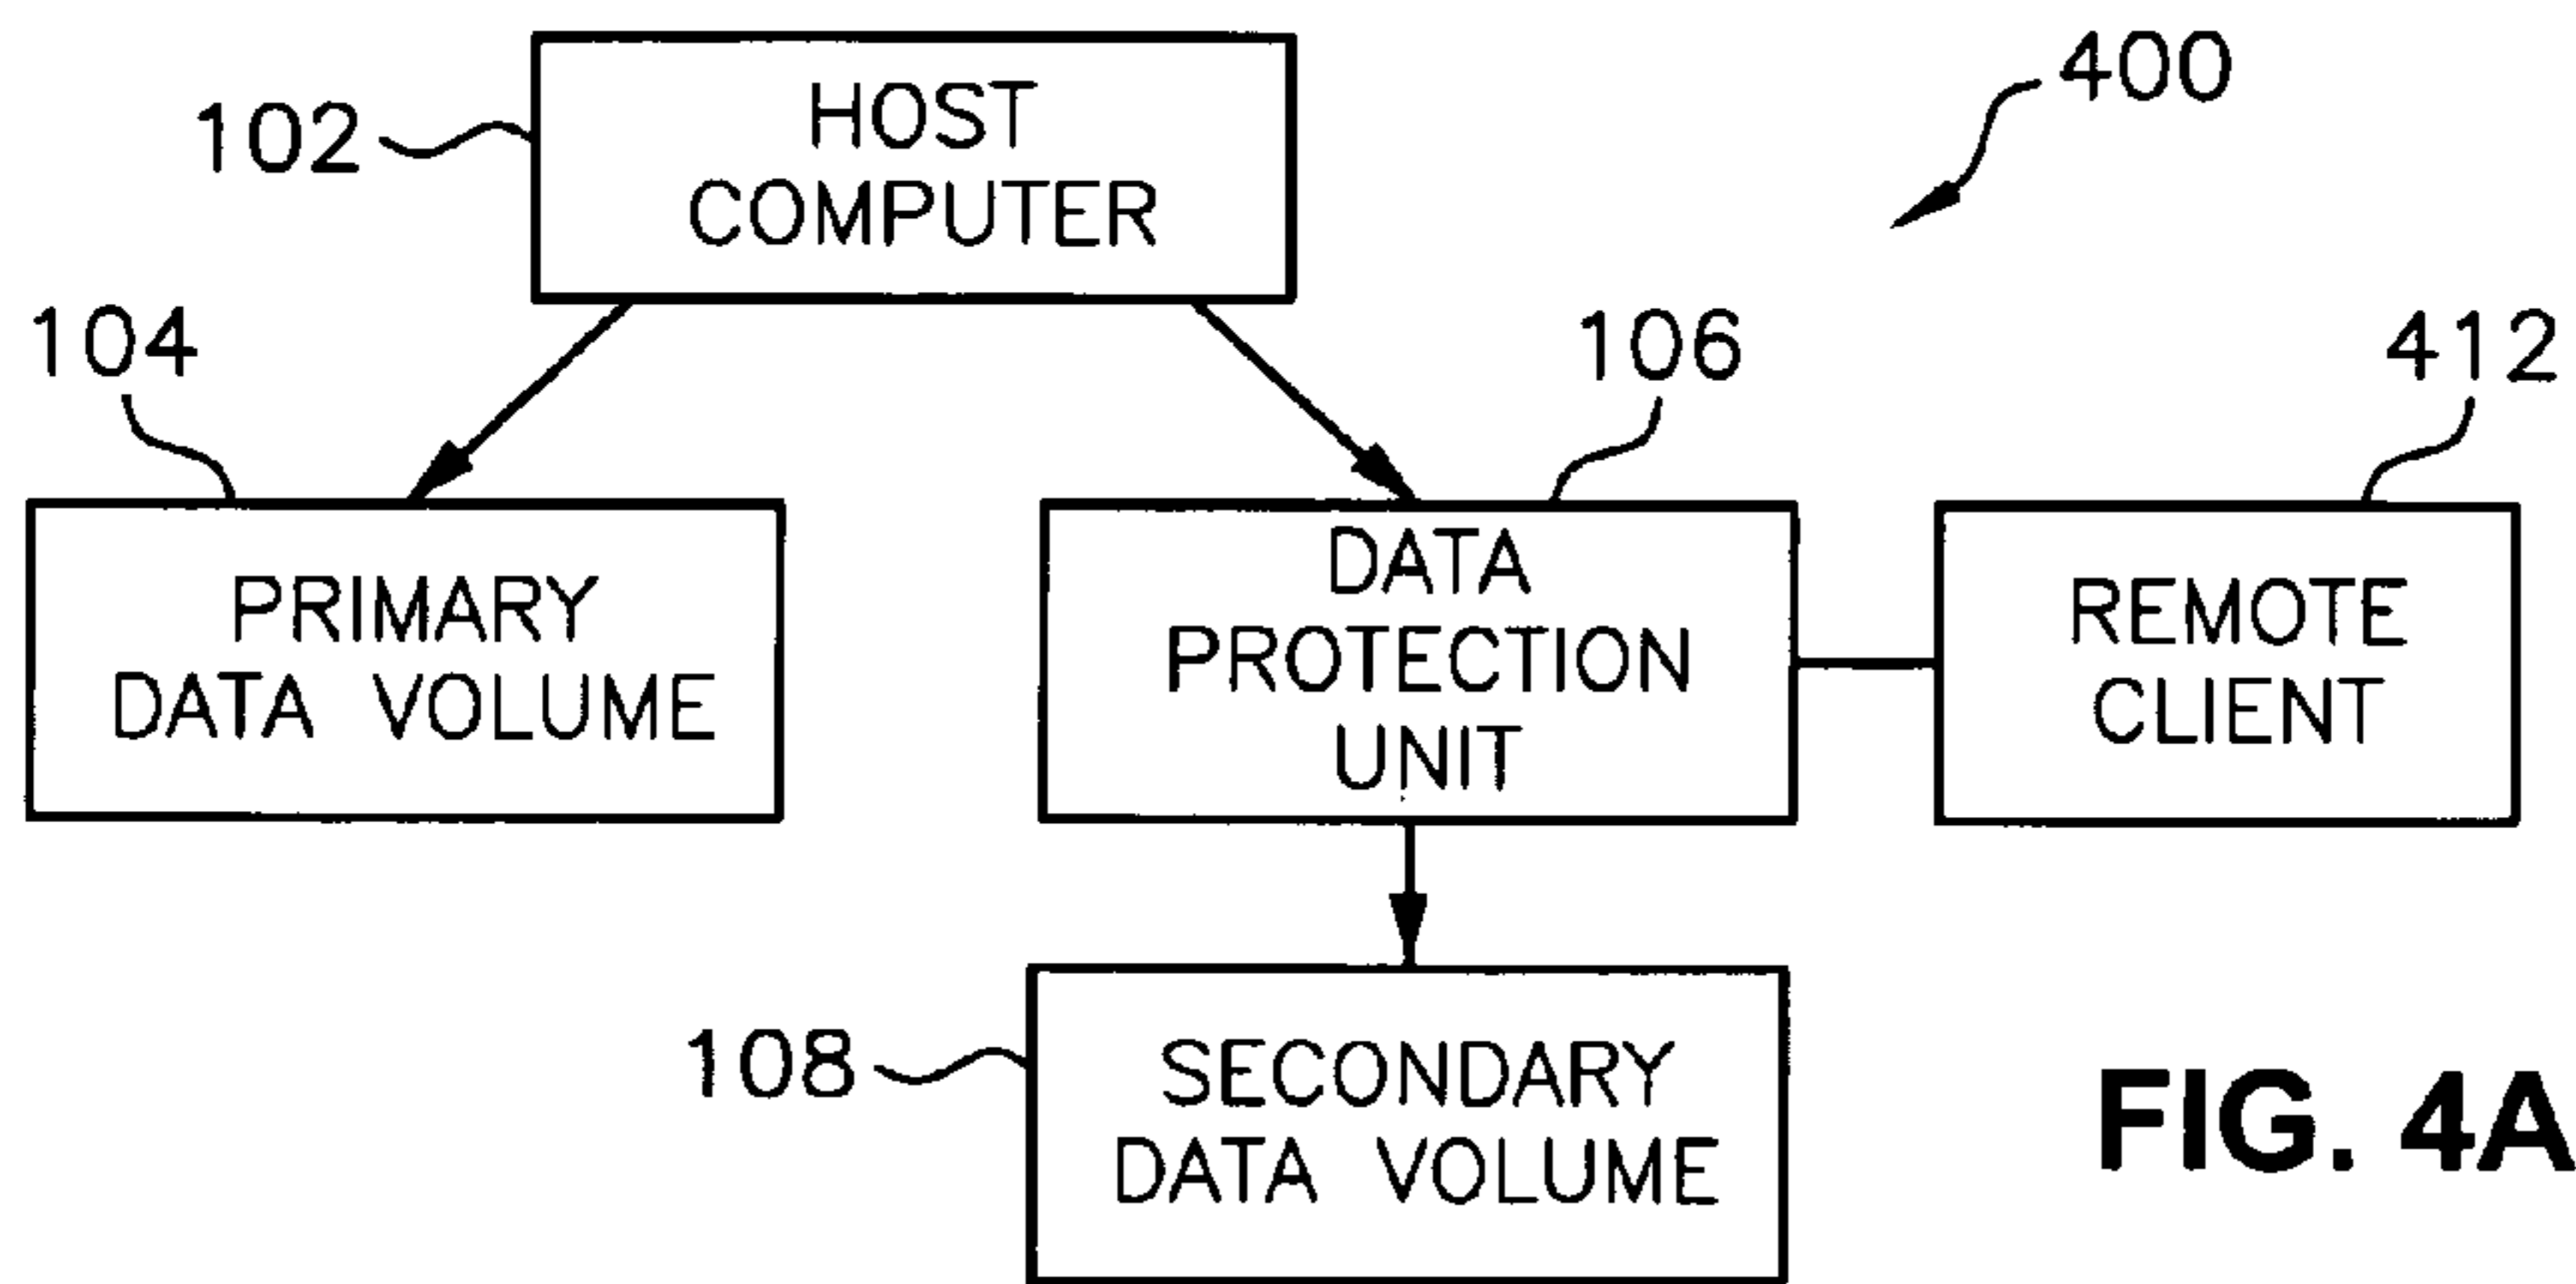 HOST
COMPUTER
400
102
104
106
412
PRIMARY
DATA VOLUME
DATA
PROTECTION
UNIT
REMOTE
CLIENT
108
SECONDARY
DATA VOLUME
FIG. 4A